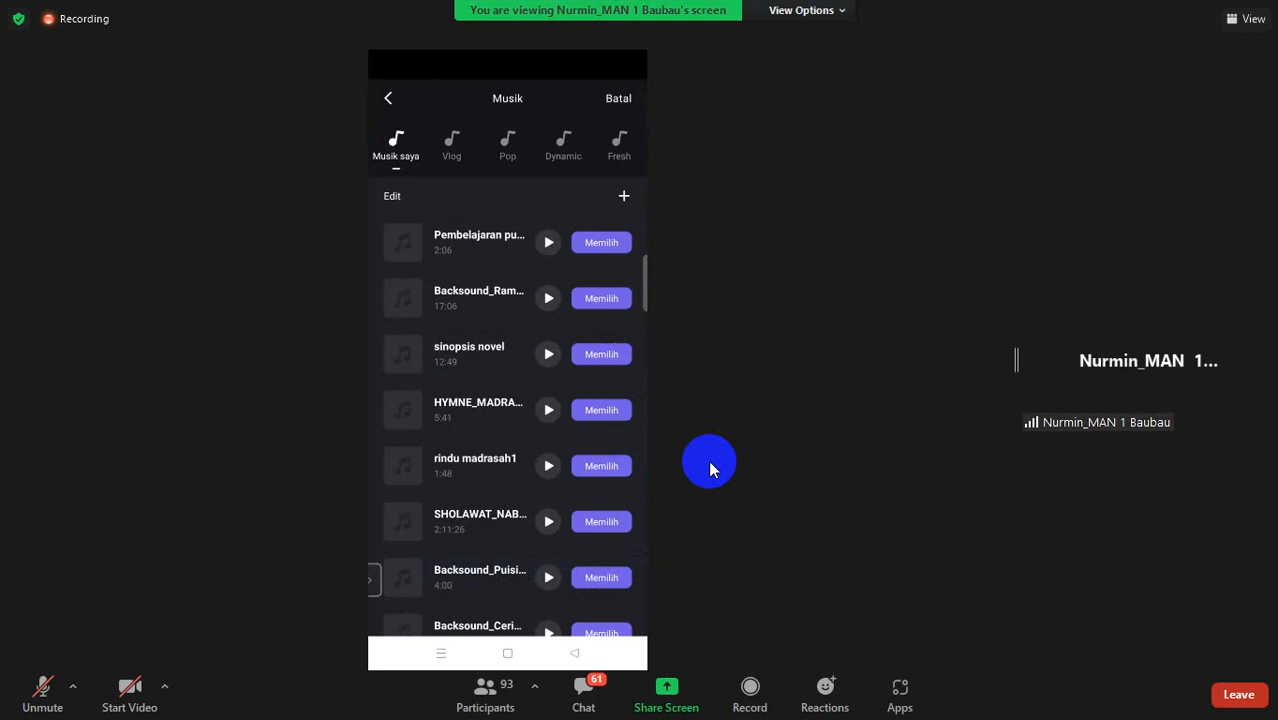 Recording
You are viewing Nurmin_MAN 1 Baubau's screen
View Options
View
Musik
Batal
Musik saya
Vlog
Pop
Dynamic
Fresh
Edit
Pembelajaran pu...
2:06
Memilih
Backsound_Ram...
17:06
Memilih
sinopsis novel
12:49
Memilih
HYMNE_MADRA...
5:41
Memilih
rindu madrasah1
1:48
Memilih
SHOLAWAT_NAB...
2:11:26
Memilih
Backsound_Puisi...
4:00
Memilih
Backsound_Ceri...
Memilih
Nurmin_MAN 1...
Nurmin_MAN 1 Baubau
Unmute
Start Video
93
Participants
61
Chat
Share Screen
Record
Reactions
Apps
Leave